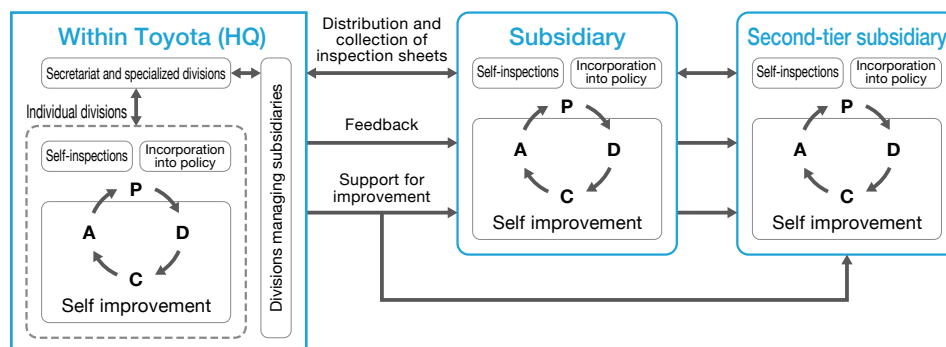 Within Toyota (HQ)
Secretariat and specialized divisions
Individual divisions
Self-inspections
Incorporation
into policy
P
A
D
C
Self improvement
Divisions managing subsidiaries
Distribution and
collection of
inspection sheets
Feedback
Support for
improvement
Subsidiary
Self-inspections
Incorporation
into policy
P
A
D
C
Self improvement
Second-tier subsidiary
Self-inspections
Incorporation
into policy
P
A
D
C
Self improvement